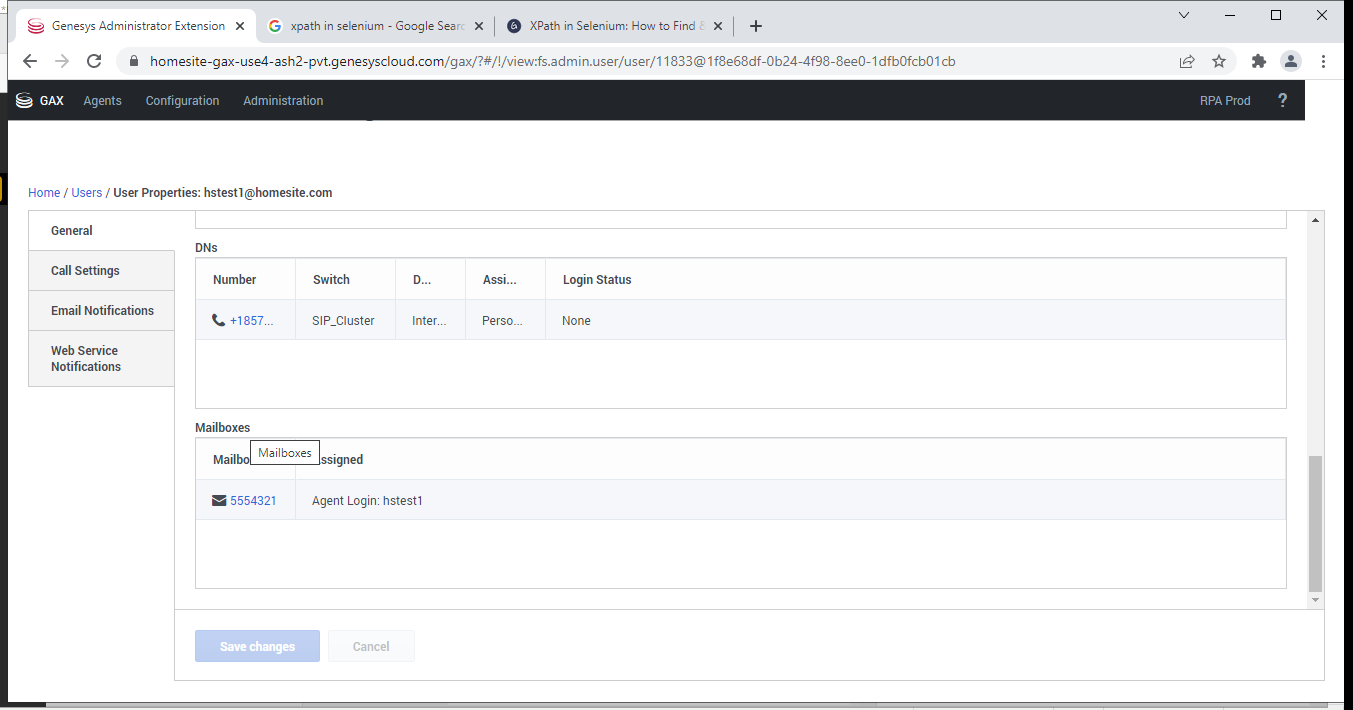 Genesys Administrator Extension
xpath in selenium - Google Searc
XPath in Selenium: How to Find &
homesite-gax-use4-ash2-pvt.genesyscloud.com/gax/?#/!/view:fs.admin.user/user/11833@1f8e68df-0b24-4f98-8ee0-1dfb0fcb01cb
GAX Agents Configuration Administration RPA Prod ?
Home / Users / User Properties: hstest1@homesite.com
General
Call Settings
Email Notifications
Web Service
Notifications
DNs
Number Switch D... Assi... Login Status
+1857... SIP_Cluster Inter... Perso... None
Mailboxes
Mailbo ssigned
Mailboxes
5554321 Agent Login: hstest1
Save changes Cancel